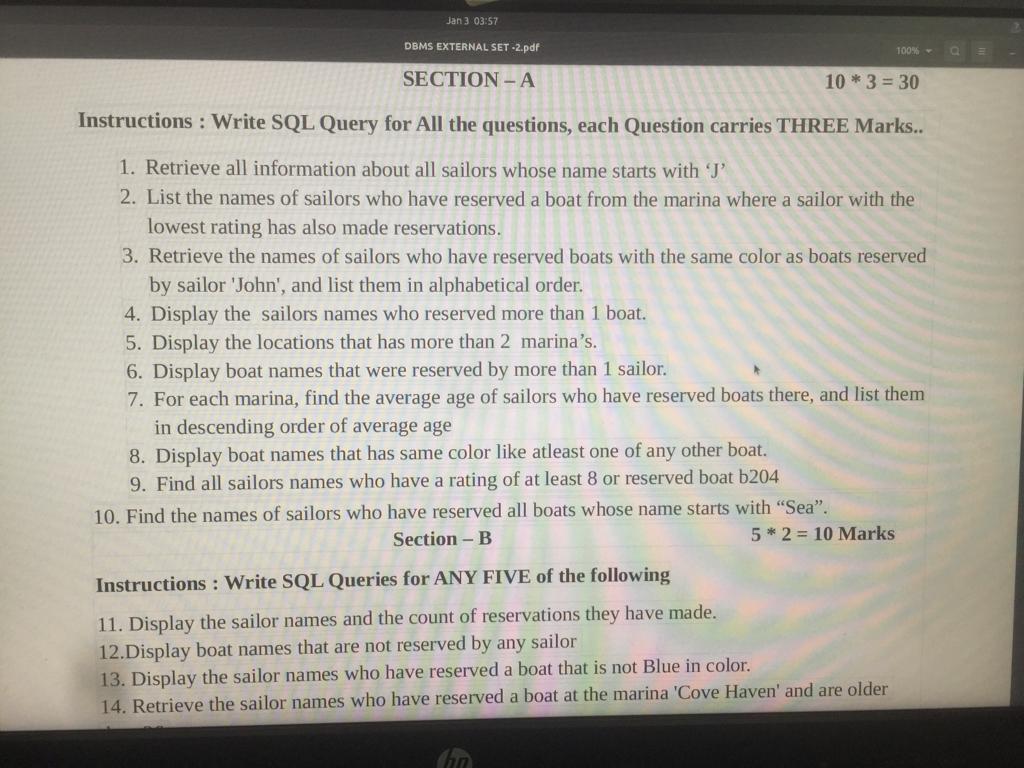 Jan 3 03:57
DBMS EXTERNAL SET -2.pdf
100%
SECTION – A 10 * 3 = 30
Instructions : Write SQL Query for All the questions, each Question carries THREE Marks..
1. Retrieve all information about all sailors whose name starts with ‘J’
2. List the names of sailors who have reserved a boat from the marina where a sailor with the
lowest rating has also made reservations.
3. Retrieve the names of sailors who have reserved boats with the same color as boats reserved
by sailor 'John', and list them in alphabetical order.
4. Display the sailors names who reserved more than 1 boat.
5. Display the locations that has more than 2 marina’s.
6. Display boat names that were reserved by more than 1 sailor.
7. For each marina, find the average age of sailors who have reserved boats there, and list them
in descending order of average age
8. Display boat names that has same color like atleast one of any other boat.
9. Find all sailors names who have a rating of at least 8 or reserved boat b204
10. Find the names of sailors who have reserved all boats whose name starts with “Sea”.
Section – B 5 * 2 = 10 Marks
Instructions : Write SQL Queries for ANY FIVE of the following
11. Display the sailor names and the count of reservations they have made.
12.Display boat names that are not reserved by any sailor
13. Display the sailor names who have reserved a boat that is not Blue in color.
14. Retrieve the sailor names who have reserved a boat at the marina 'Cove Haven' and are older
hp